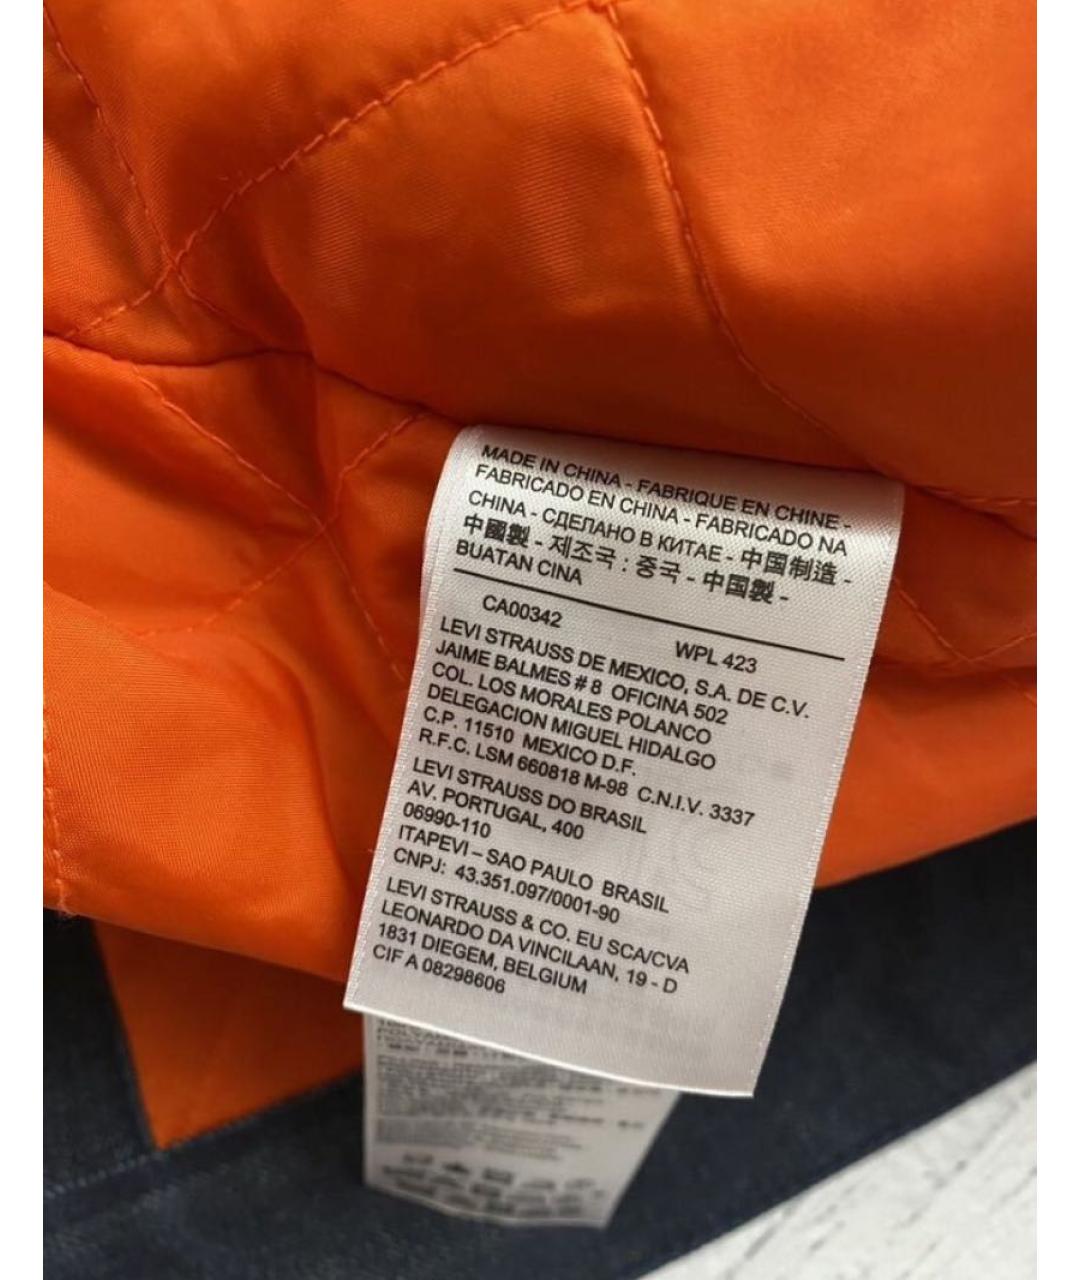 MADE IN CHINA - FABRIQUE EN CHINE -
FABRICADO EN CHINA - FABRICADO NA
CHINA - СДЕЛАНО В КИТАЕ - 中国制造 -
中國製 - 제조국 : 중국 - 中国製 -
BUATAN CINA
CA00342 WPL 423
LEVI STRAUSS DE MEXICO, S.A. DE C.V.
JAIME BALMES # 8 OFICINA 502
COL. LOS MORALES POLANCO
DELEGACION MIGUEL HIDALGO
C.P. 11510 MEXICO D.F.
R.F.C. LSM 660818 M-98 C.N.I.V. 3337
LEVI STRAUSS DO BRASIL
AV. PORTUGAL, 400
06990-110
ITAPEVI – SAO PAULO BRASIL
CNPJ: 43.351.097/0001-90
LEVI STRAUSS & CO. EU SCA/CVA
LEONARDO DA VINCILAAN, 19 - D
1831 DIEGEM, BELGIUM
CIF A 08298606